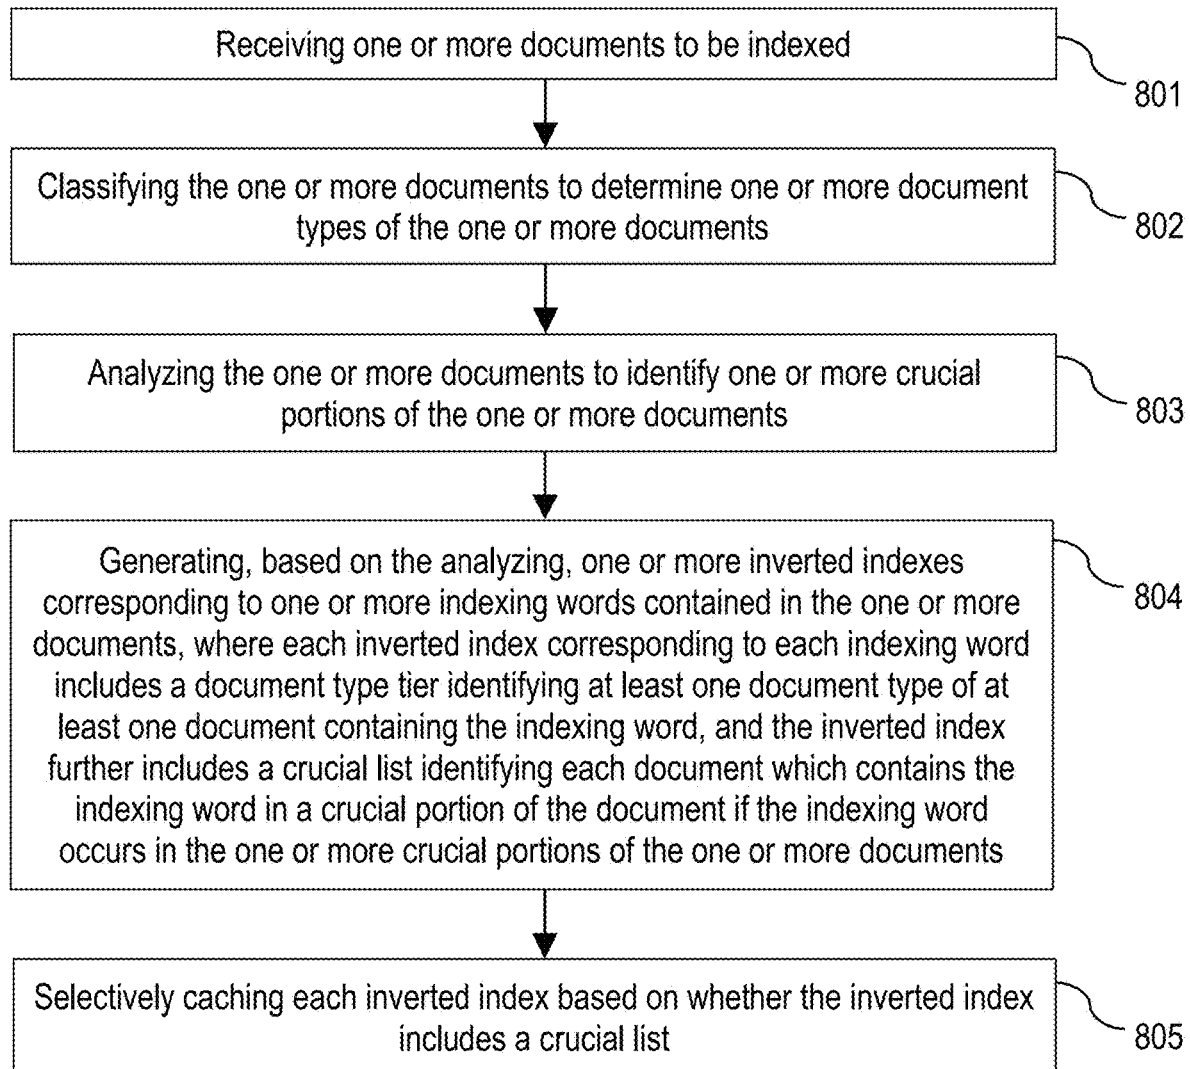 Receiving one or more documents to be indexed
801
Classifying the one or more documents to determine one or more document
types of the one or more documents
802
Analyzing the one or more documents to identify one or more crucial
portions of the one or more documents
803
Generating, based on the analyzing, one or more inverted indexes
corresponding to one or more indexing words contained in the one or more
documents, where each inverted index corresponding to each indexing word
includes a document type tier identifying at least one document type of at
least one document containing the indexing word, and the inverted index
further includes a crucial list identifying each document which contains the
indexing word in a crucial portion of the document if the indexing word
occurs in the one or more crucial portions of the one or more documents
804
Selectively caching each inverted index based on whether the inverted index
includes a crucial list
805